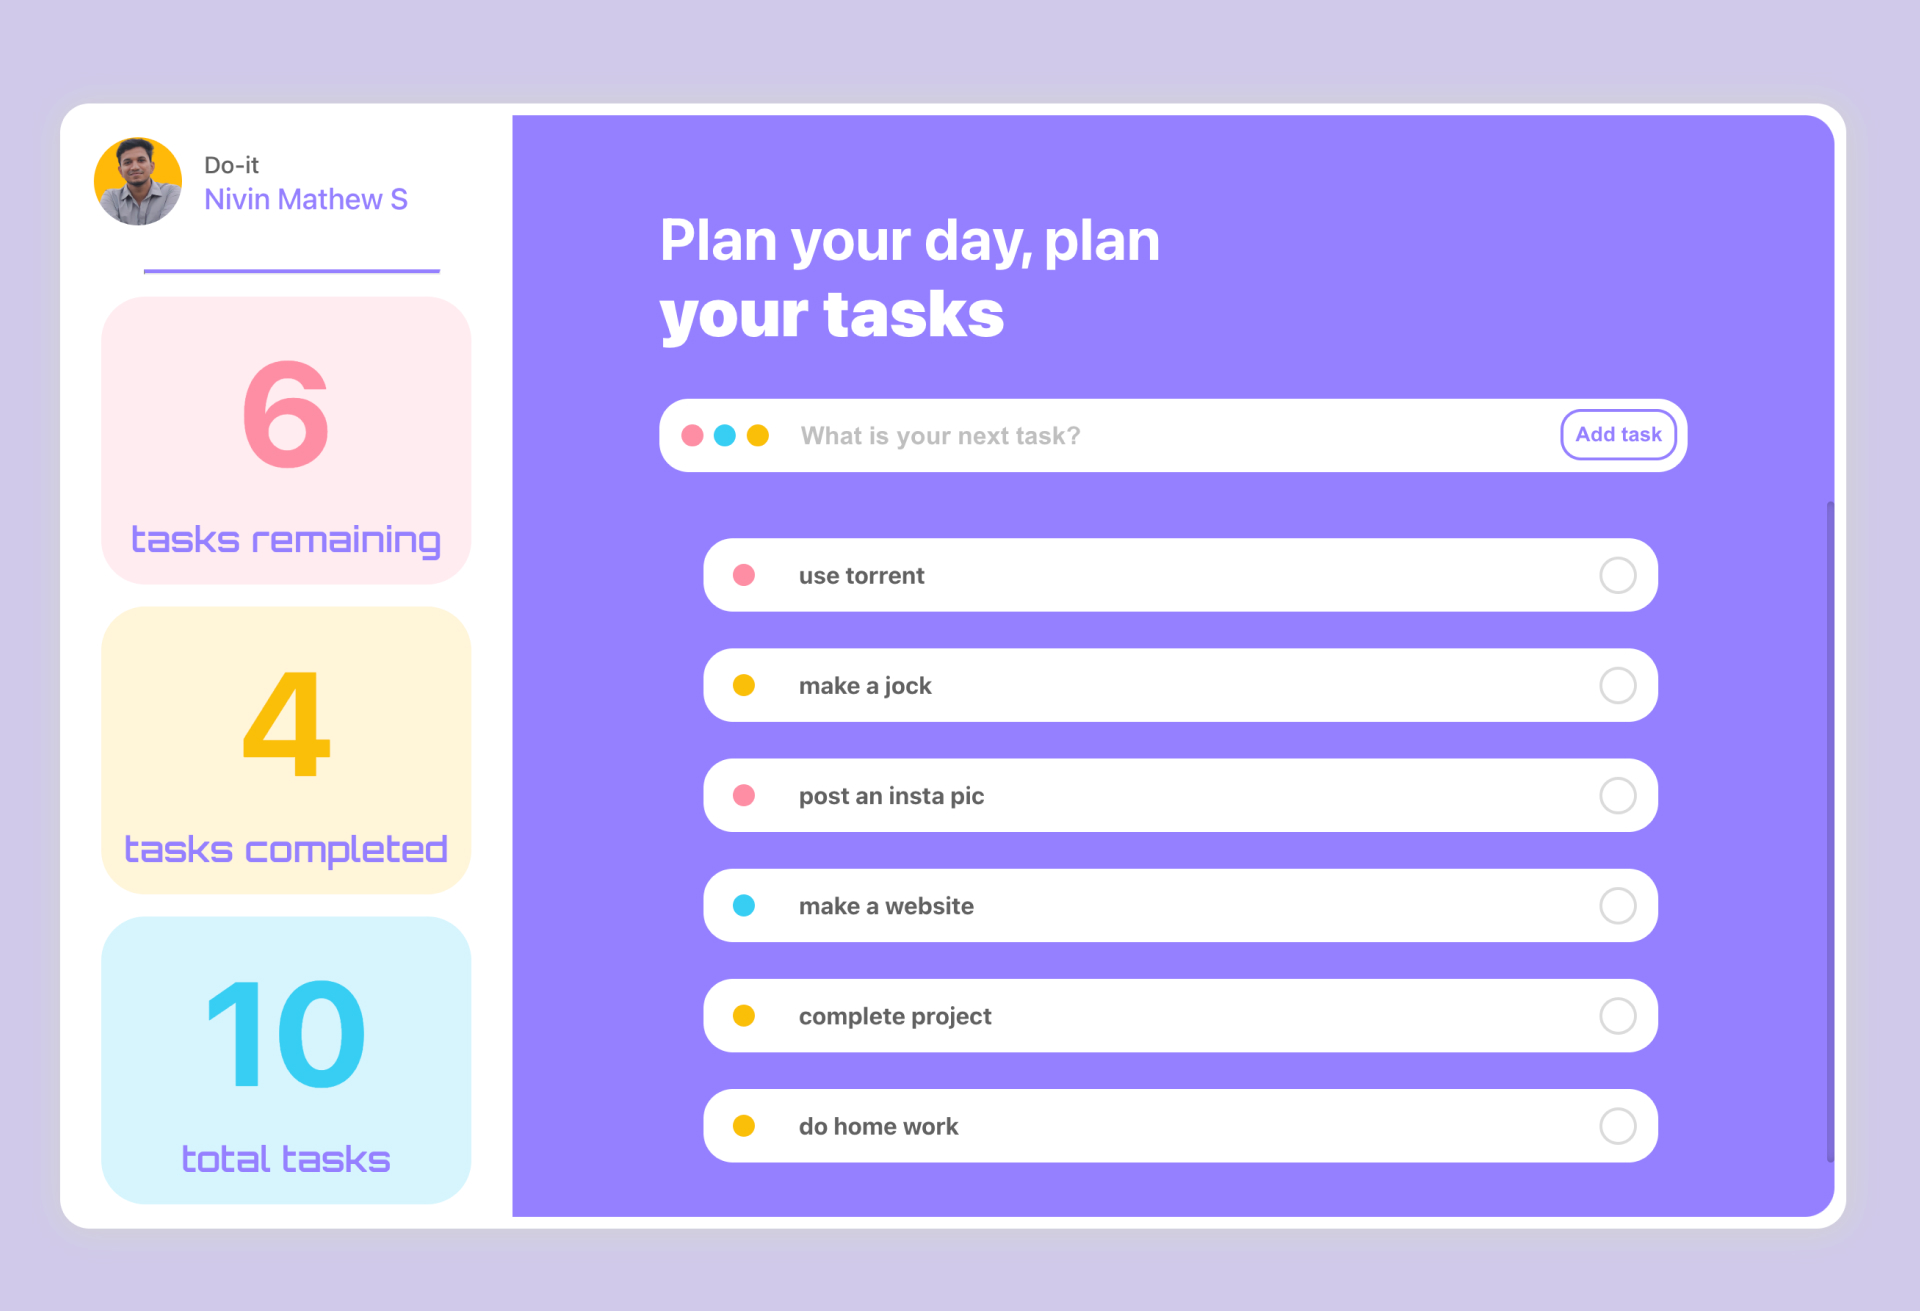 Do-it
Nivin Mathew S
6
tasks remaining
4
tasks completed
10
total tasks
Plan your day, plan
your tasks
What is your next task?
Add task
use torrent
make a jock
post an insta pic
make a website
complete project
do home work